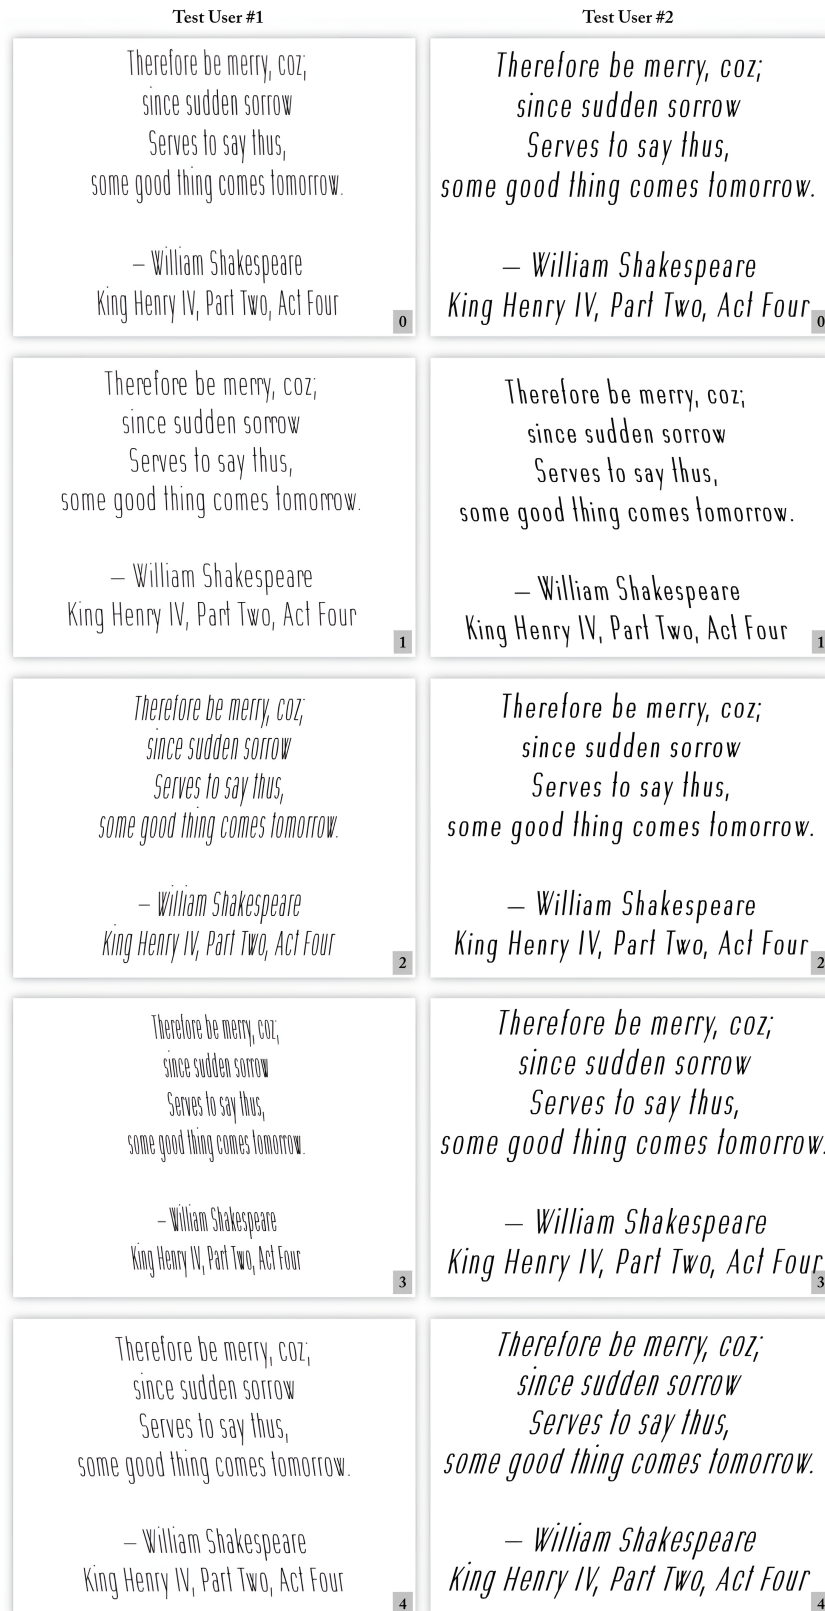 Test User #1
Therefore be merry, coz;
since sudden sorrow
Serves to say thus,
some good thing comes tomorrow.
– William Shakespeare
King Henry IV, Part Two, Act Four
0
Therefore be merry, coz;
since sudden sorrow
Serves to say thus,
some good thing comes tomorrow.
– William Shakespeare
King Henry IV, Part Two, Act Four
1
Therefore be merry, coz;
since sudden sorrow
Serves to say thus,
some good thing comes tomorrow.
– William Shakespeare
King Henry IV, Part Two, Act Four
2
Therefore be merry, coz;
since sudden sorrow
Serves to say thus,
some good thing comes tomorrow.
– William Shakespeare
King Henry IV, Part Two, Act Four
3
Therefore be merry, coz;
since sudden sorrow
Serves to say thus,
some good thing comes tomorrow.
– William Shakespeare
King Henry IV, Part Two, Act Four
4
Test User #2
Therefore be merry, coz;
since sudden sorrow
Serves to say thus,
some good thing comes tomorrow.
– William Shakespeare
King Henry IV, Part Two, Act Four
0
Therefore be merry, coz;
since sudden sorrow
Serves to say thus,
some good thing comes tomorrow.
– William Shakespeare
King Henry IV, Part Two, Act Four
1
Therefore be merry, coz;
since sudden sorrow
Serves to say thus,
some good thing comes tomorrow.
– William Shakespeare
King Henry IV, Part Two, Act Four
2
Therefore be merry, coz;
since sudden sorrow
Serves to say thus,
some good thing comes tomorrow.
– William Shakespeare
King Henry IV, Part Two, Act Four
3
Therefore be merry, coz;
since sudden sorrow
Serves to say thus,
some good thing comes tomorrow.
– William Shakespeare
King Henry IV, Part Two, Act Four
4